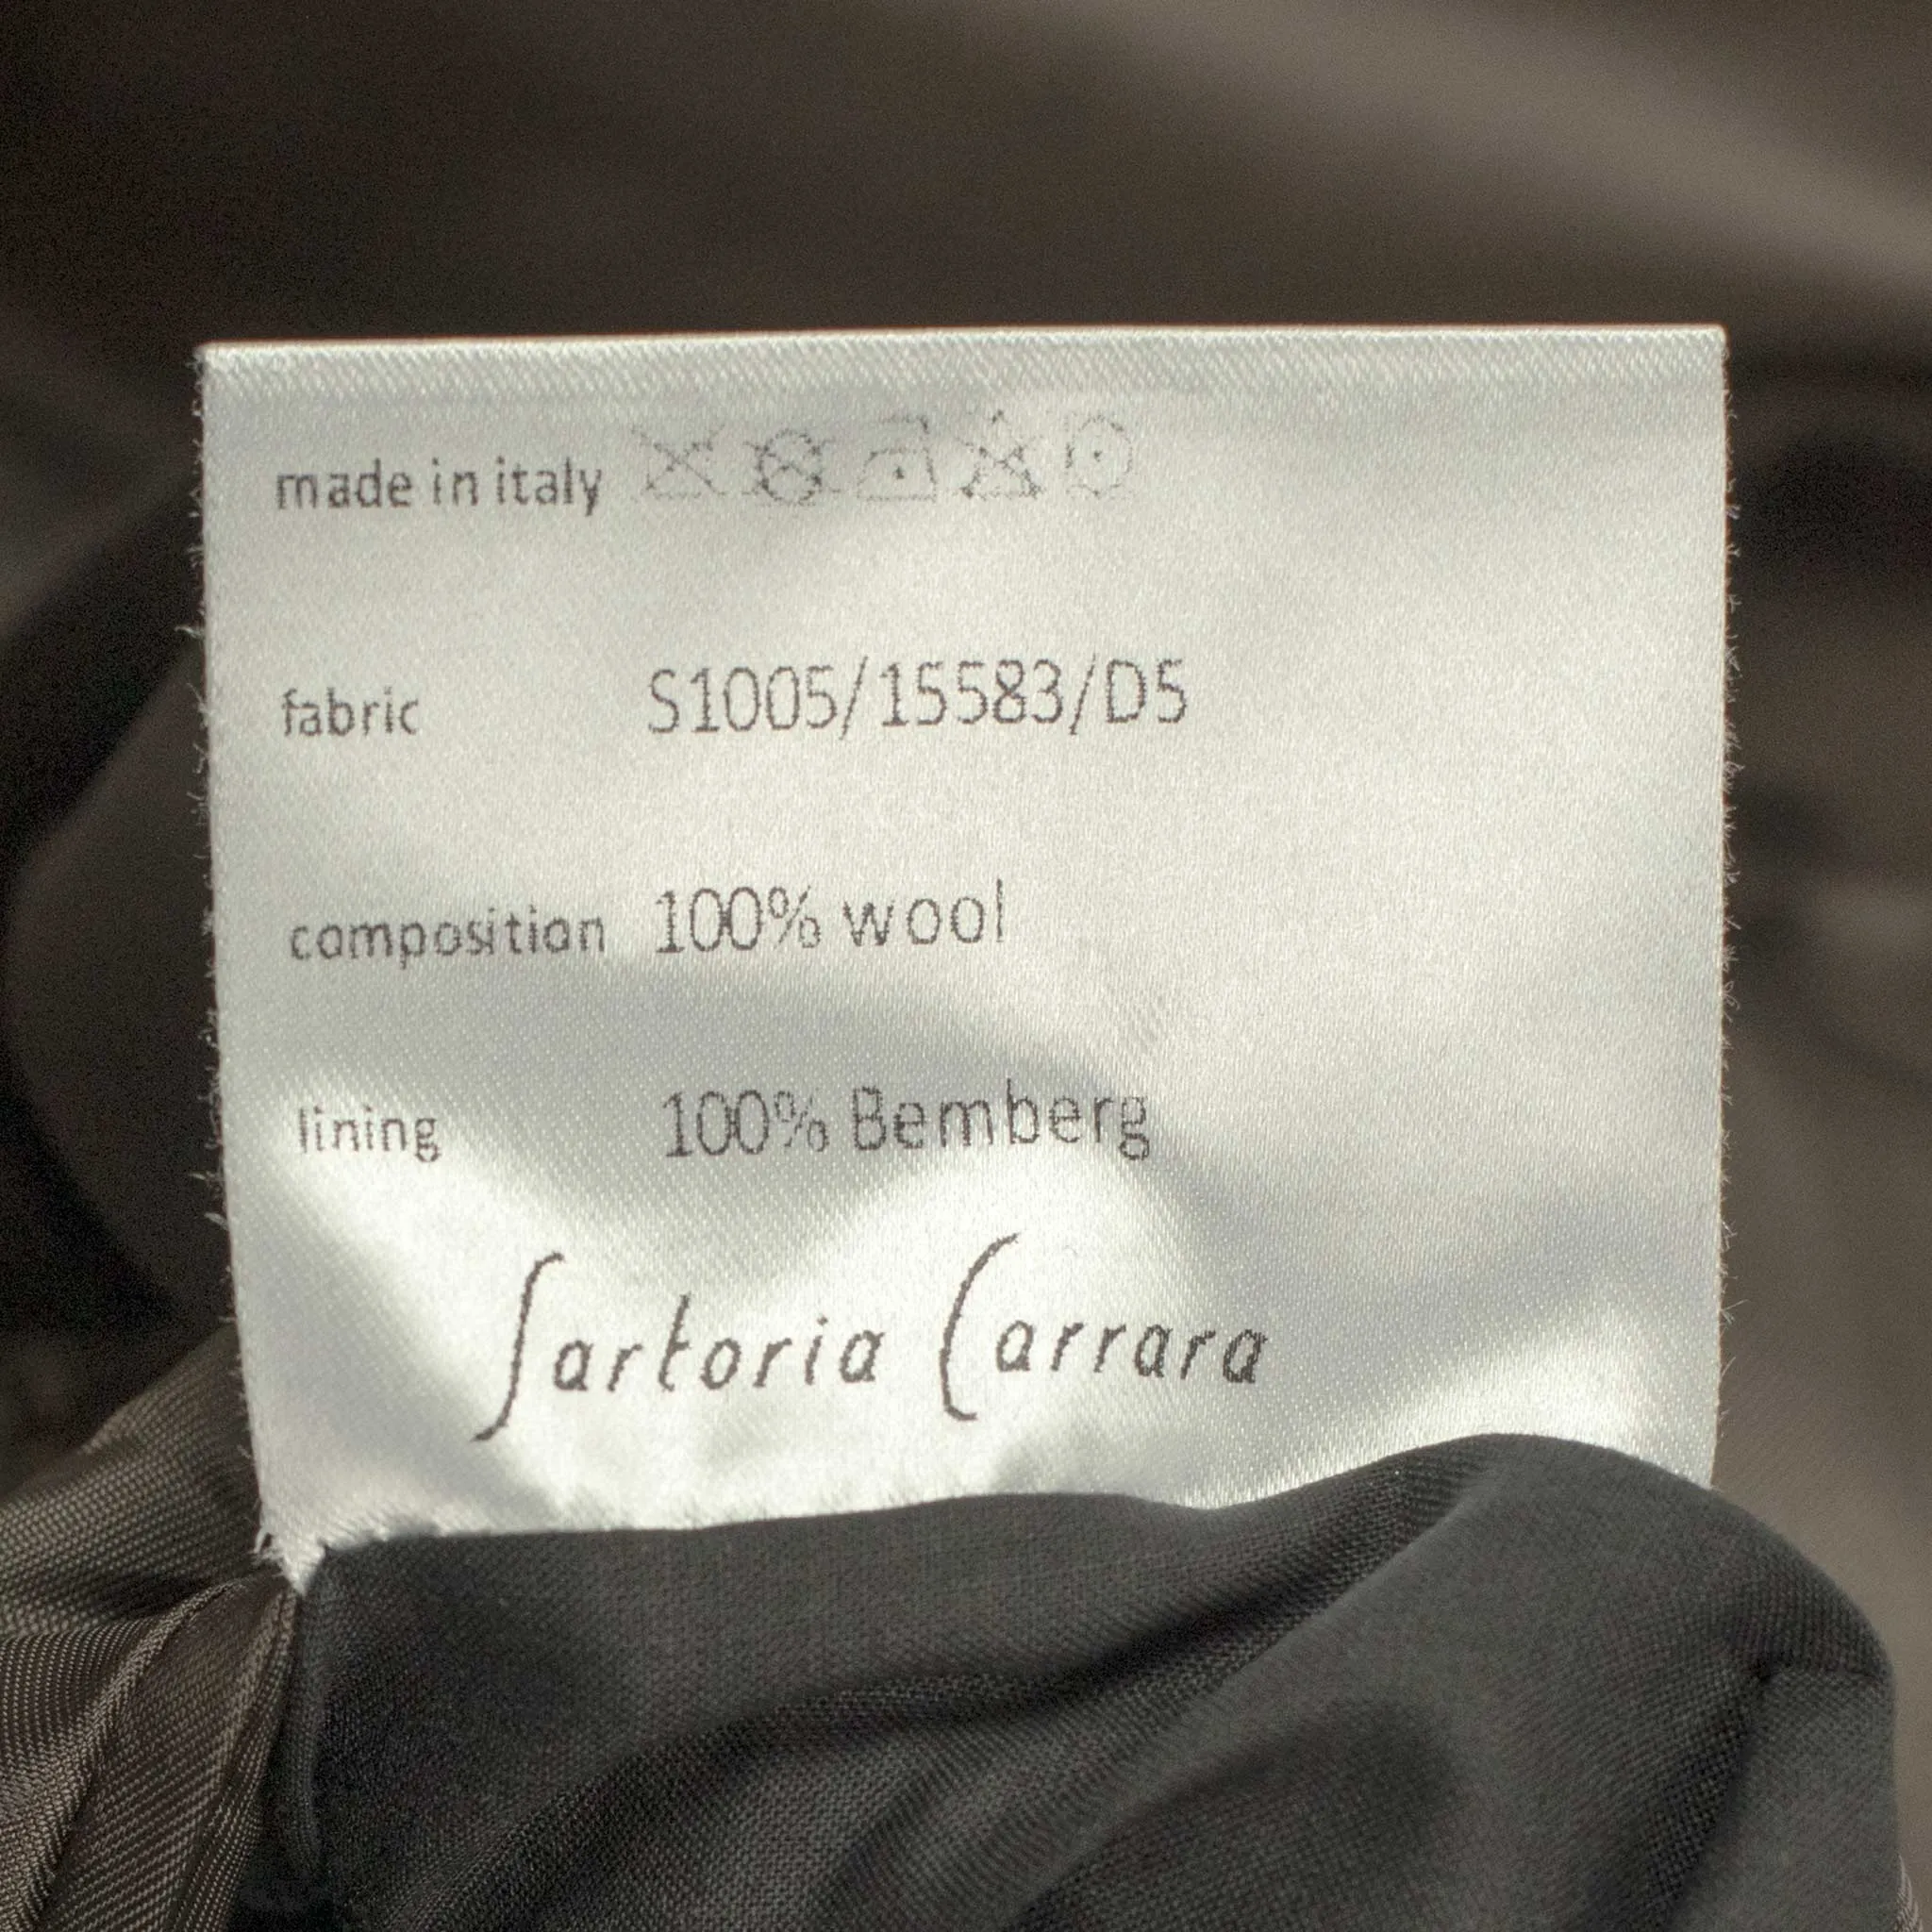 made in italy
fabric S1005/15583/D5
composition 100% wool
lining 100% Bemberg
Sartoria Carrara